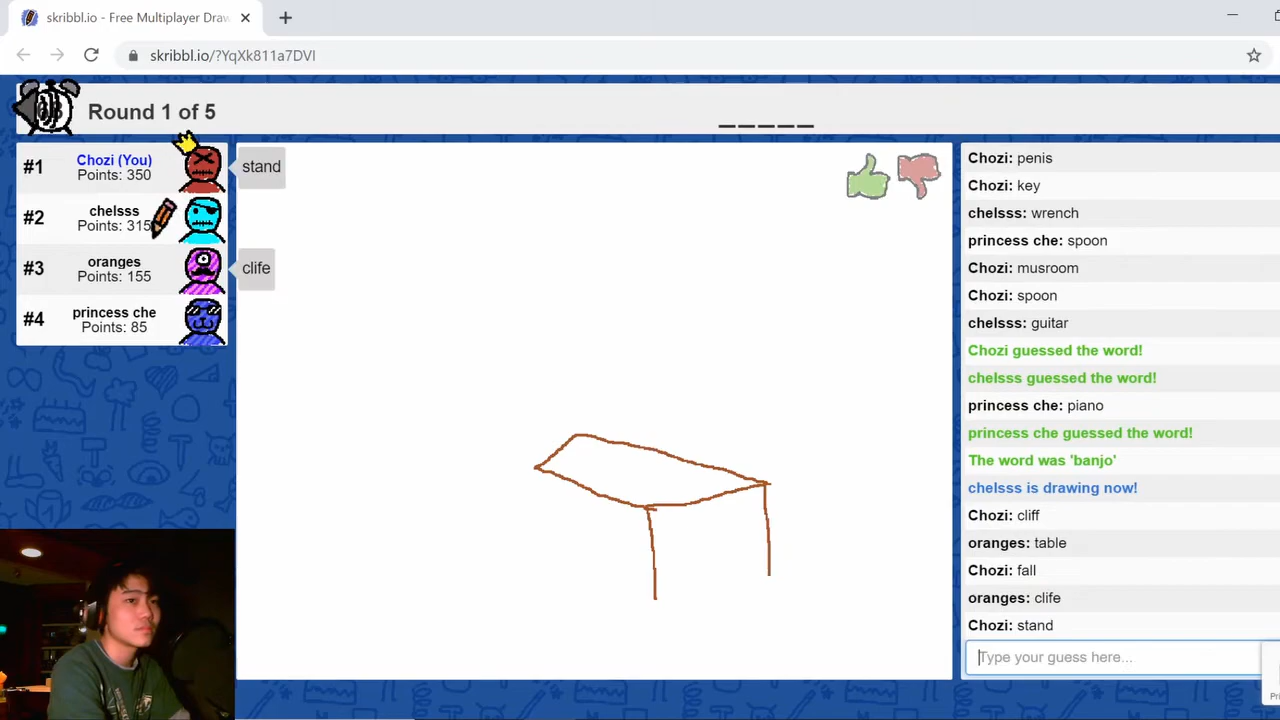 skribbl.io - Free Multiplayer Draw
skribbl.io/?YqXk811a7DVI
Round 1 of 5
_____
#1
Chozi (You)
Points: 350
stand
#2
chelsss
Points: 315
#3
oranges
Points: 155
clife
#4
princess che
Points: 85
Chozi: penis
Chozi: key
chelsss: wrench
princess che: spoon
Chozi: musroom
Chozi: spoon
chelsss: guitar
Chozi guessed the word!
chelsss guessed the word!
princess che: piano
princess che guessed the word!
The word was 'banjo'
chelsss is drawing now!
Chozi: cliff
oranges: table
Chozi: fall
oranges: clife
Chozi: stand
Type your guess here...